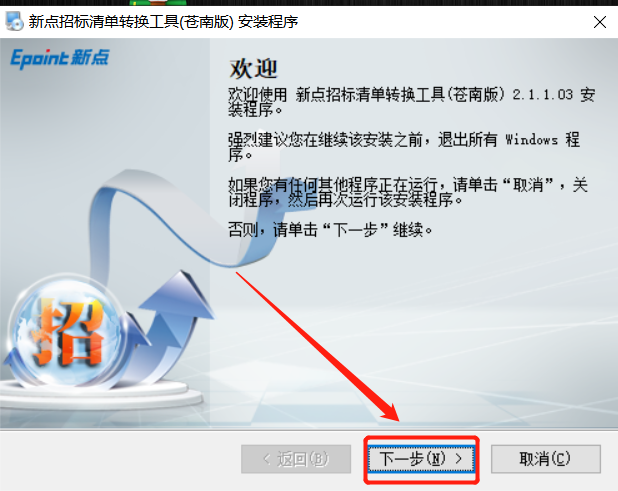 新点招标清单转换工具(苍南版) 安装程序
Epoint新点
欢迎
欢迎使用 新点招标清单转换工具(苍南版) 2.1.1.03 安
装程序。
强烈建议您在继续该安装之前，退出所有 Windows 程
序。
如果您有任何其他程序正在运行，请单击“取消”，关
闭程序，然后再次运行该安装程序。
否则，请单击“下一步”继续。
招
< 返回(B)
下一步(N) >
取消(C)